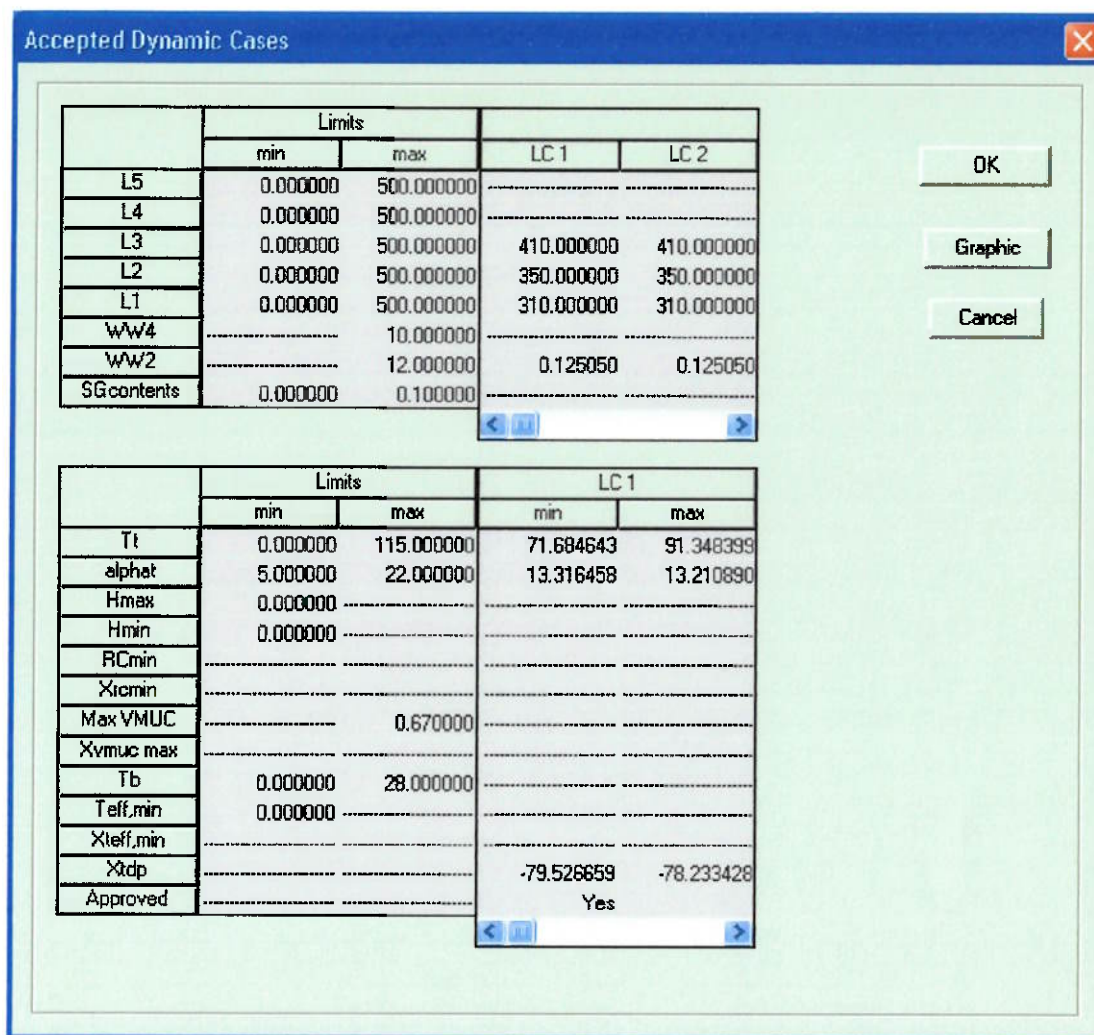 Accepted Dynamic Cases
Limits
min max LC 1 LC 2
L5 0.000000 500.000000 ---------- ----------
L4 0.000000 500.000000 ---------- ----------
L3 0.000000 500.000000 410.000000 410.000000
L2 0.000000 500.000000 350.000000 350.000000
L1 0.000000 500.000000 310.000000 310.000000
WW4 ---------- 10.000000 ---------- ----------
WW2 ---------- 12.000000 0.125050 0.125050
SGcontents 0.000000 0.100000 ---------- ----------
OK
Graphic
Cancel
Limits LC 1
min max min max
Tt 0.000000 115.000000 71.684643 91.348399
alphat 5.000000 22.000000 13.316458 13.210890
Hmax 0.000000 ---------- ---------- ----------
Hmin 0.000000 ---------- ---------- ----------
RCmin ---------- ---------- ---------- ----------
Xrcmin ---------- ---------- ---------- ----------
Max VMUC ---------- 0.670000 ---------- ----------
Xvmuc max ---------- ---------- ---------- ----------
Tb 0.000000 28.000000 ---------- ----------
Teff,min 0.000000 ---------- ---------- ----------
Xteff,min ---------- ---------- ---------- ----------
Xtdp ---------- ---------- -79.526659 -78.233428
Approved ---------- ---------- Yes